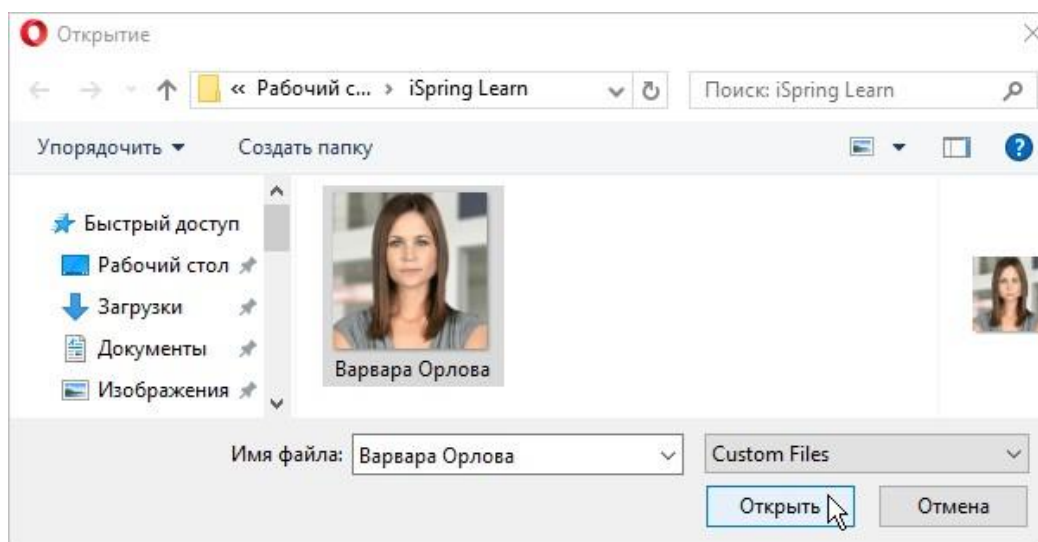 Открытие
« Рабочий с... › iSpring Learn
Поиск: iSpring Learn
Упорядочить
Создать папку
Быстрый доступ
Рабочий стол
Загрузки
Документы
Изображения
Варвара Орлова
Имя файла: Варвара Орлова
Custom Files
Открыть
Отмена